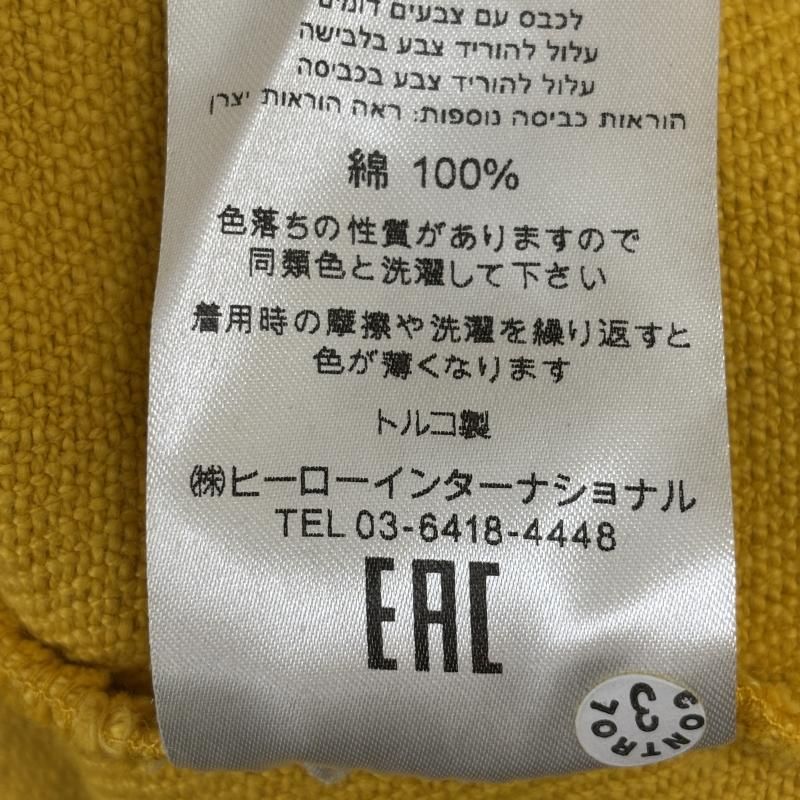 לכבס עם צבעים דומים
עלול להוריד צבע בלבישה
עלול להוריד צבע בכביסה
הוראות כביסה נוספות: ראה הוראות יצרן
綿 100%
色落ちの性質がありますので
同類色と洗濯して下さい
着用時の摩擦や洗濯を繰り返すと
色が薄くなります
トルコ製
㈱ヒーローインターナショナル
TEL 03-6418-4448
EAC
CONTROL
3